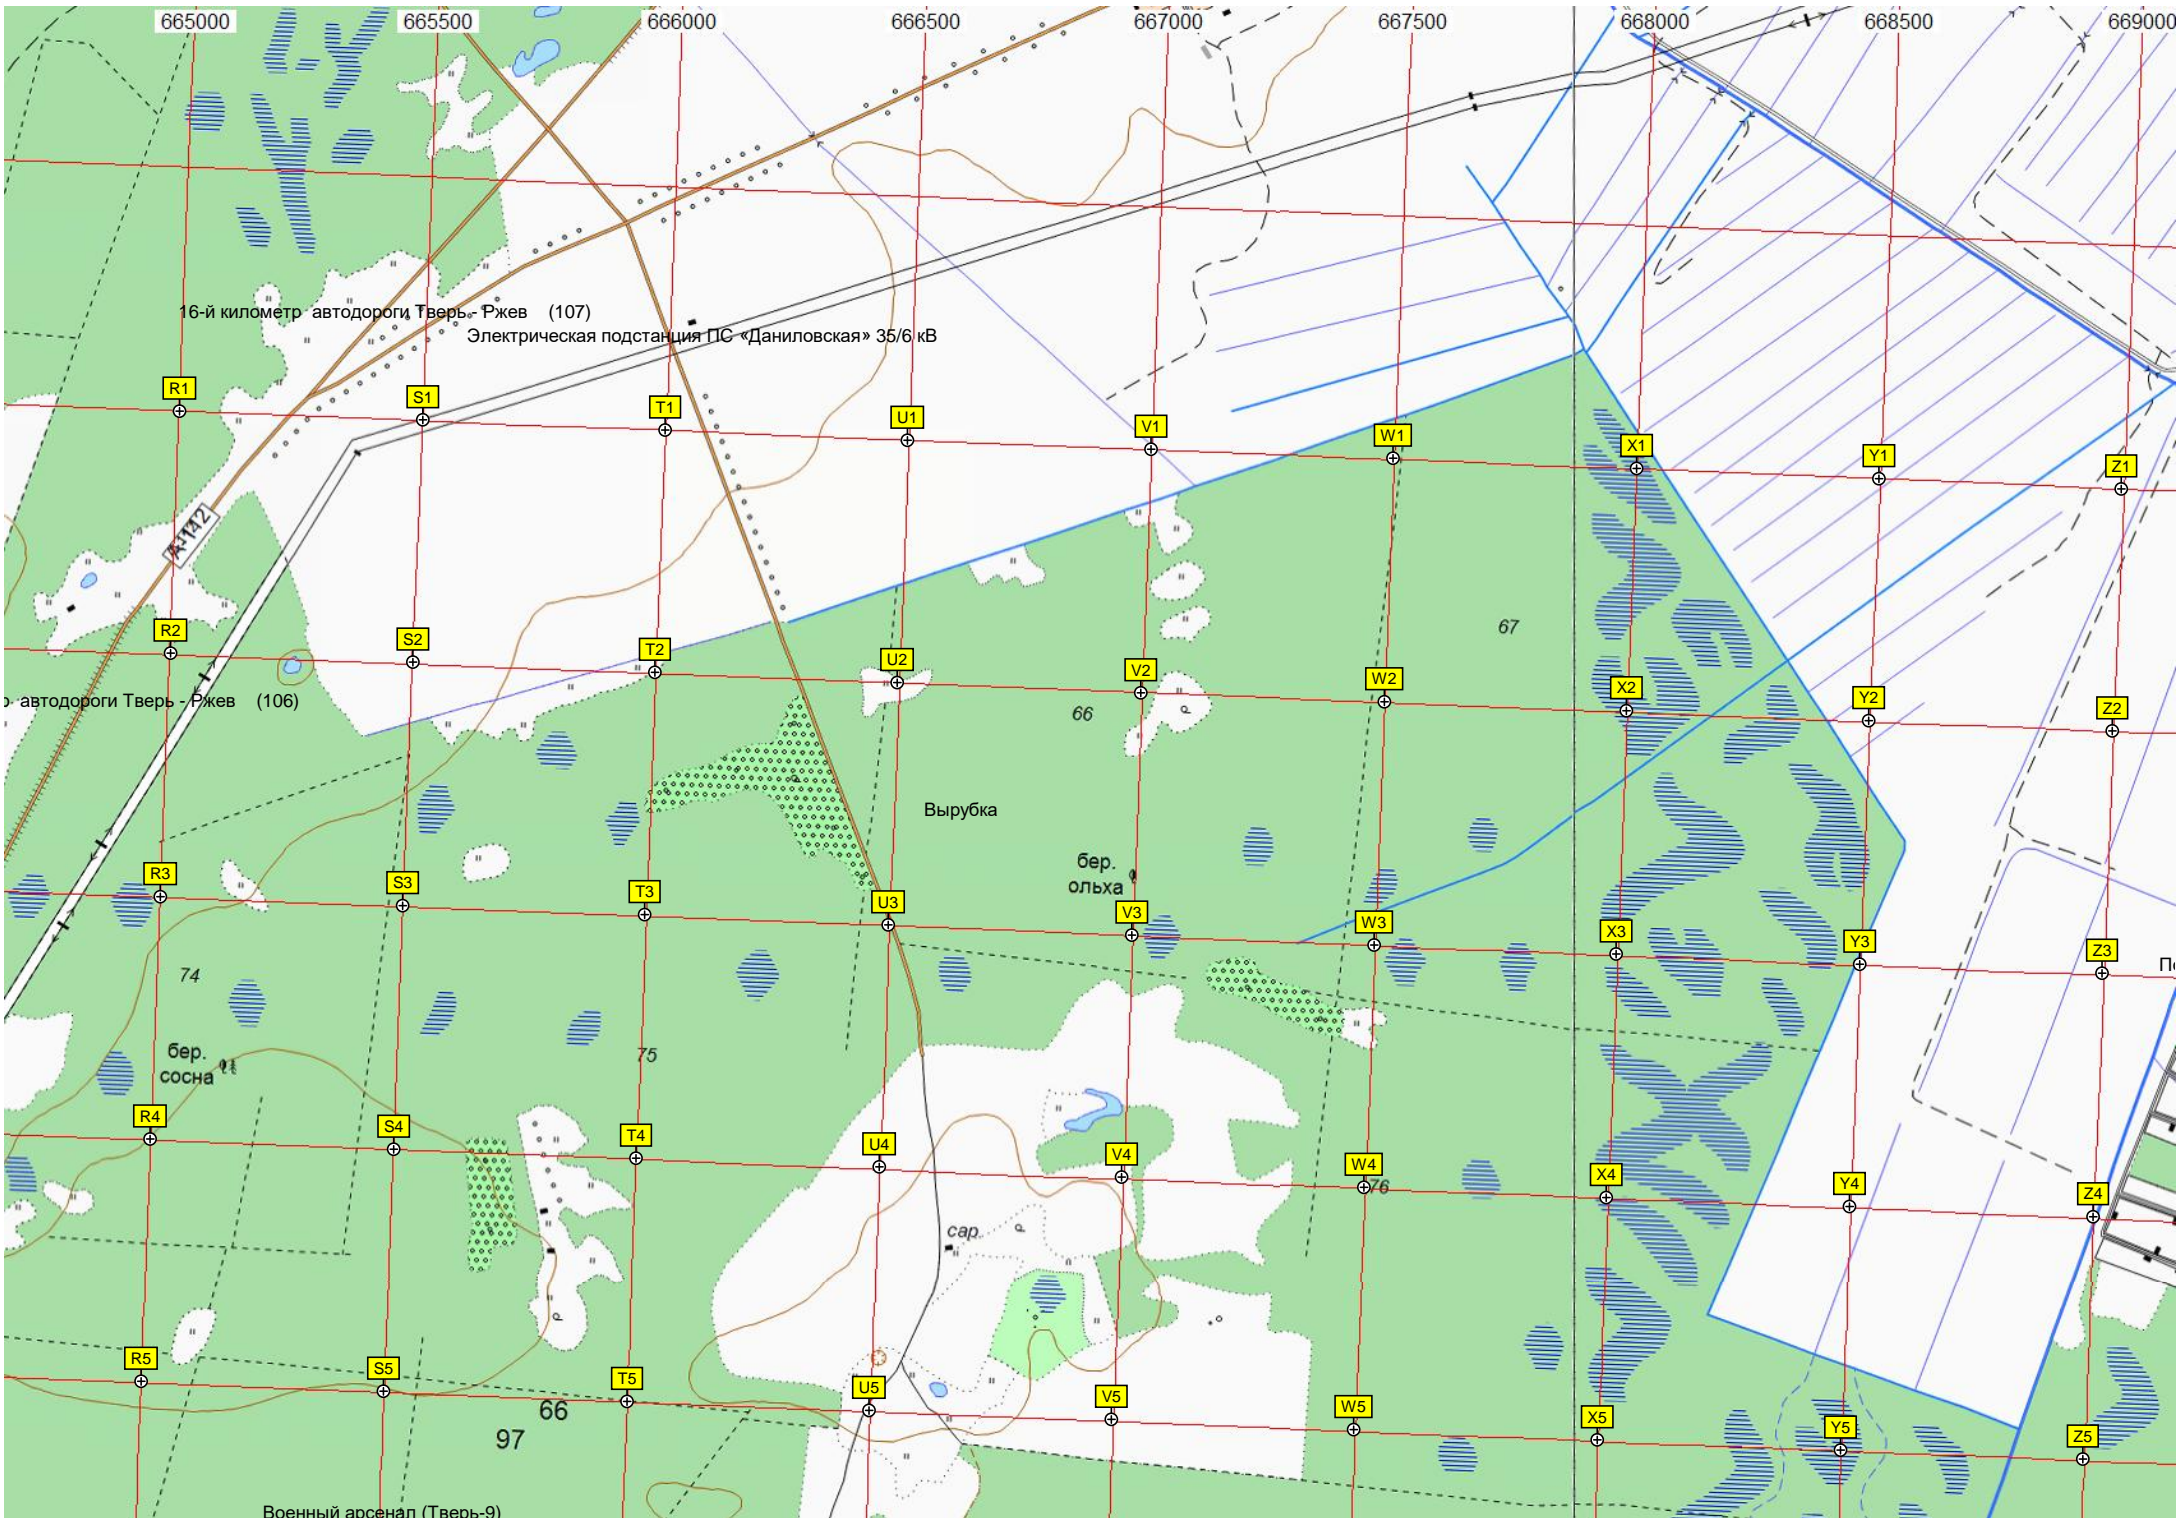 665000 665500 666000 666500 667000 667500 668000 668500 669000
16-й километр автодороги Тверь - Ржев (107)
Электрическая подстанция ПС «Даниловская» 35/6 кВ
R1 S1 T1 U1 V1 W1 X1 Y1 Z1
А-142
67
R2 S2 T2 U2 V2 W2 X2 Y2 Z2
автодороги Тверь - Ржев (106)
66
Вырубка
бер.
ольха
R3 S3 T3 U3 V3 W3 X3 Y3 Z3
74
75
бер.
сосна
R4 S4 T4 U4 V4 W4 X4 Y4 Z4
76
сар.
R5 S5 T5 U5 V5 W5 X5 Y5 Z5
66
97
Военный арсенал (Тверь-9)